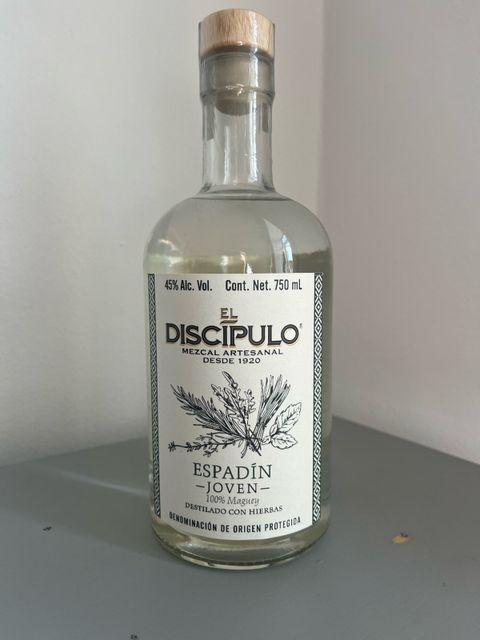 45% Alc. Vol. Cont. Net. 750 mL
EL
DISCÍPULO
MEZCAL ARTESANAL
DESDE 1920
ESPADÍN
—JOVEN—
100% Maguey
DESTILADO CON HIERBAS
DENOMINACIÓN DE ORIGEN PROTEGIDA